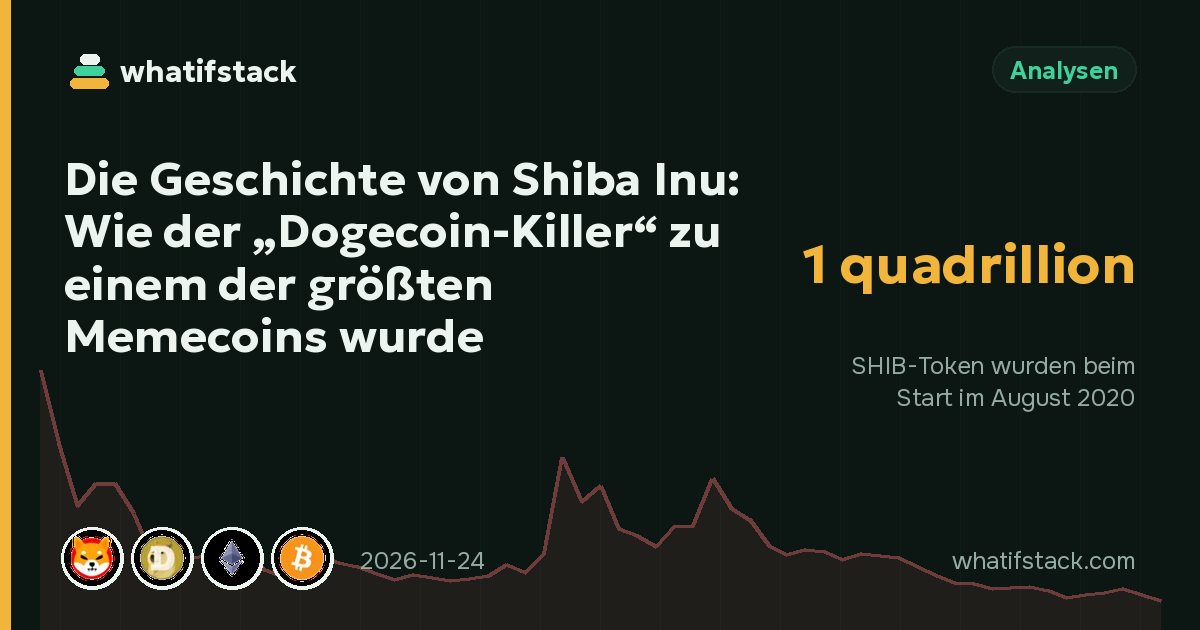 whatifstack
Analysen
Die Geschichte von Shiba Inu:
Wie der „Dogecoin-Killer“ zu
einem der größten
Memecoins wurde
1 quadrillion
SHIB-Token wurden beim
Start im August 2020
2026-11-24
whatifstack.com